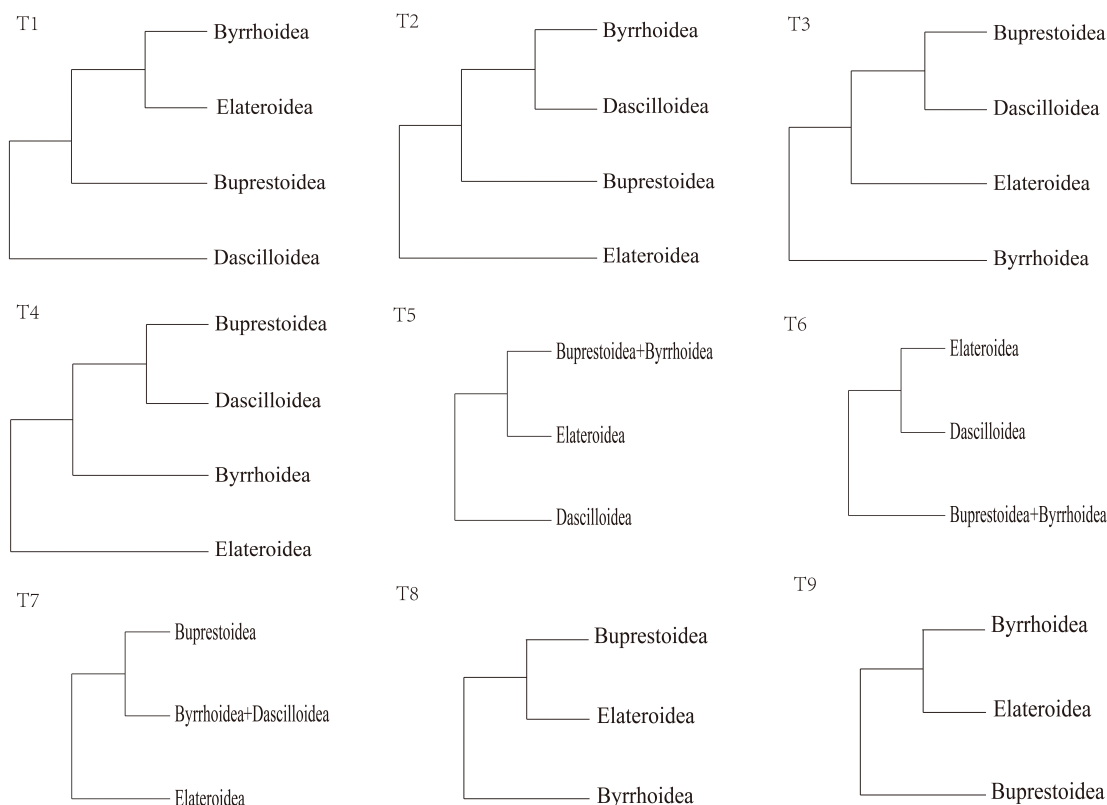 T1
Byrrhoidea
Elateroidea
Buprestoidea
Dascilloidea
T2
Byrrhoidea
Dascilloidea
Buprestoidea
Elateroidea
T3
Buprestoidea
Dascilloidea
Elateroidea
Byrrhoidea
T4
Buprestoidea
Dascilloidea
Byrrhoidea
Elateroidea
T5
Buprestoidea+Byrrhoidea
Elateroidea
Dascilloidea
T6
Elateroidea
Dascilloidea
Buprestoidea+Byrrhoidea
T7
Buprestoidea
Byrrhoidea+Dascilloidea
Elateroidea
T8
Buprestoidea
Elateroidea
Byrrhoidea
T9
Byrrhoidea
Elateroidea
Buprestoidea